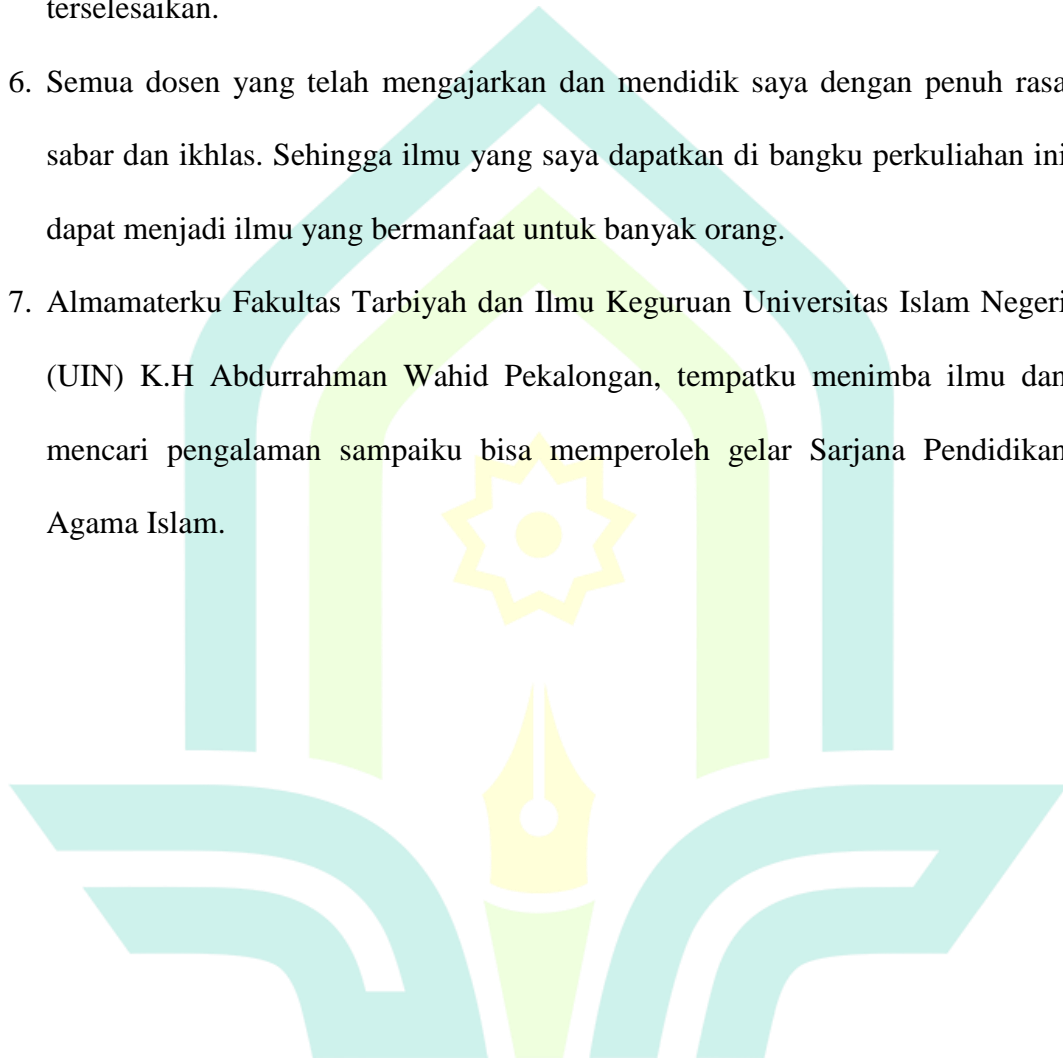 terselesaikan.
6. Semua dosen yang telah mengajarkan dan mendidik saya dengan penuh rasa
sabar dan ikhlas. Sehingga ilmu yang saya dapatkan di bangku perkuliahan ini
dapat menjadi ilmu yang bermanfaat untuk banyak orang.
7. Almamaterku Fakultas Tarbiyah dan Ilmu Keguruan Universitas Islam Negeri
(UIN) K.H Abdurrahman Wahid Pekalongan, tempatku menimba ilmu dan
mencari pengalaman sampaiku bisa memperoleh gelar Sarjana Pendidikan
Agama Islam.